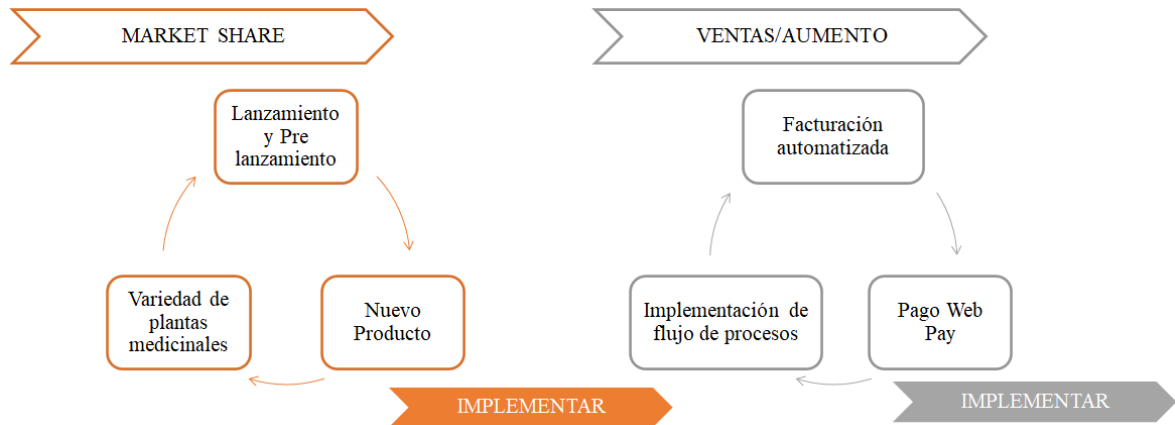 MARKET SHARE
Lanzamiento
y Pre
lanzamiento
Variedad de
plantas
medicinales
Nuevo
Producto
IMPLEMENTAR
VENTAS/AUMENTO
Facturación
automatizada
Implementación de
flujo de procesos
Pago Web
Pay
IMPLEMENTAR